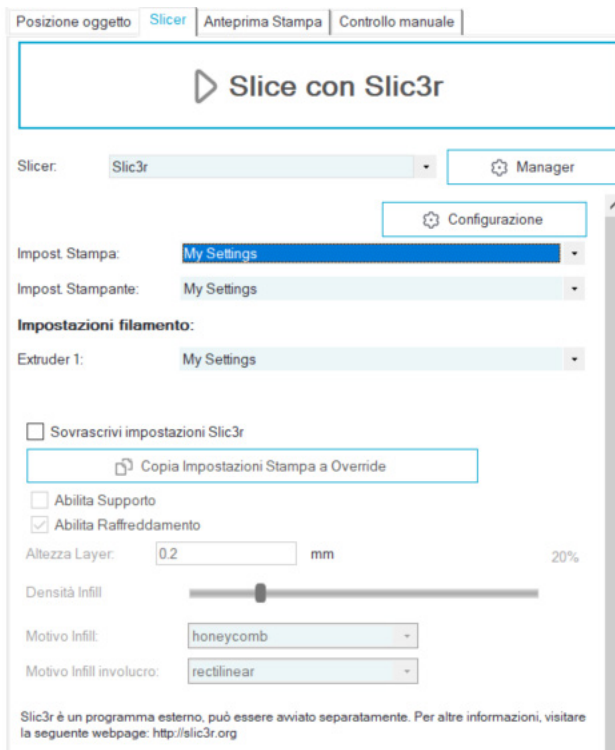 Posizione oggetto Slicer Anteprima Stampa Controllo manuale
Slice con Slic3r
Slicer: Slic3r Manager
Configurazione
Impost. Stampa: My Settings
Impost. Stampante: My Settings
Impostazioni filamento:
Extruder 1: My Settings
Sovrascrivi impostazioni Slic3r
Copia Impostazioni Stampa a Override
Abilita Supporto
Abilita Raffreddamento
Altezza Layer: 0.2 mm 20%
Densità Infill
Motivo Infill: honeycomb
Motivo Infill involucro: rectilinear
Slic3r è un programma esterno, può essere avviato separatamente. Per altre informazioni, visitare
la seguente webpage: http://slic3r.org